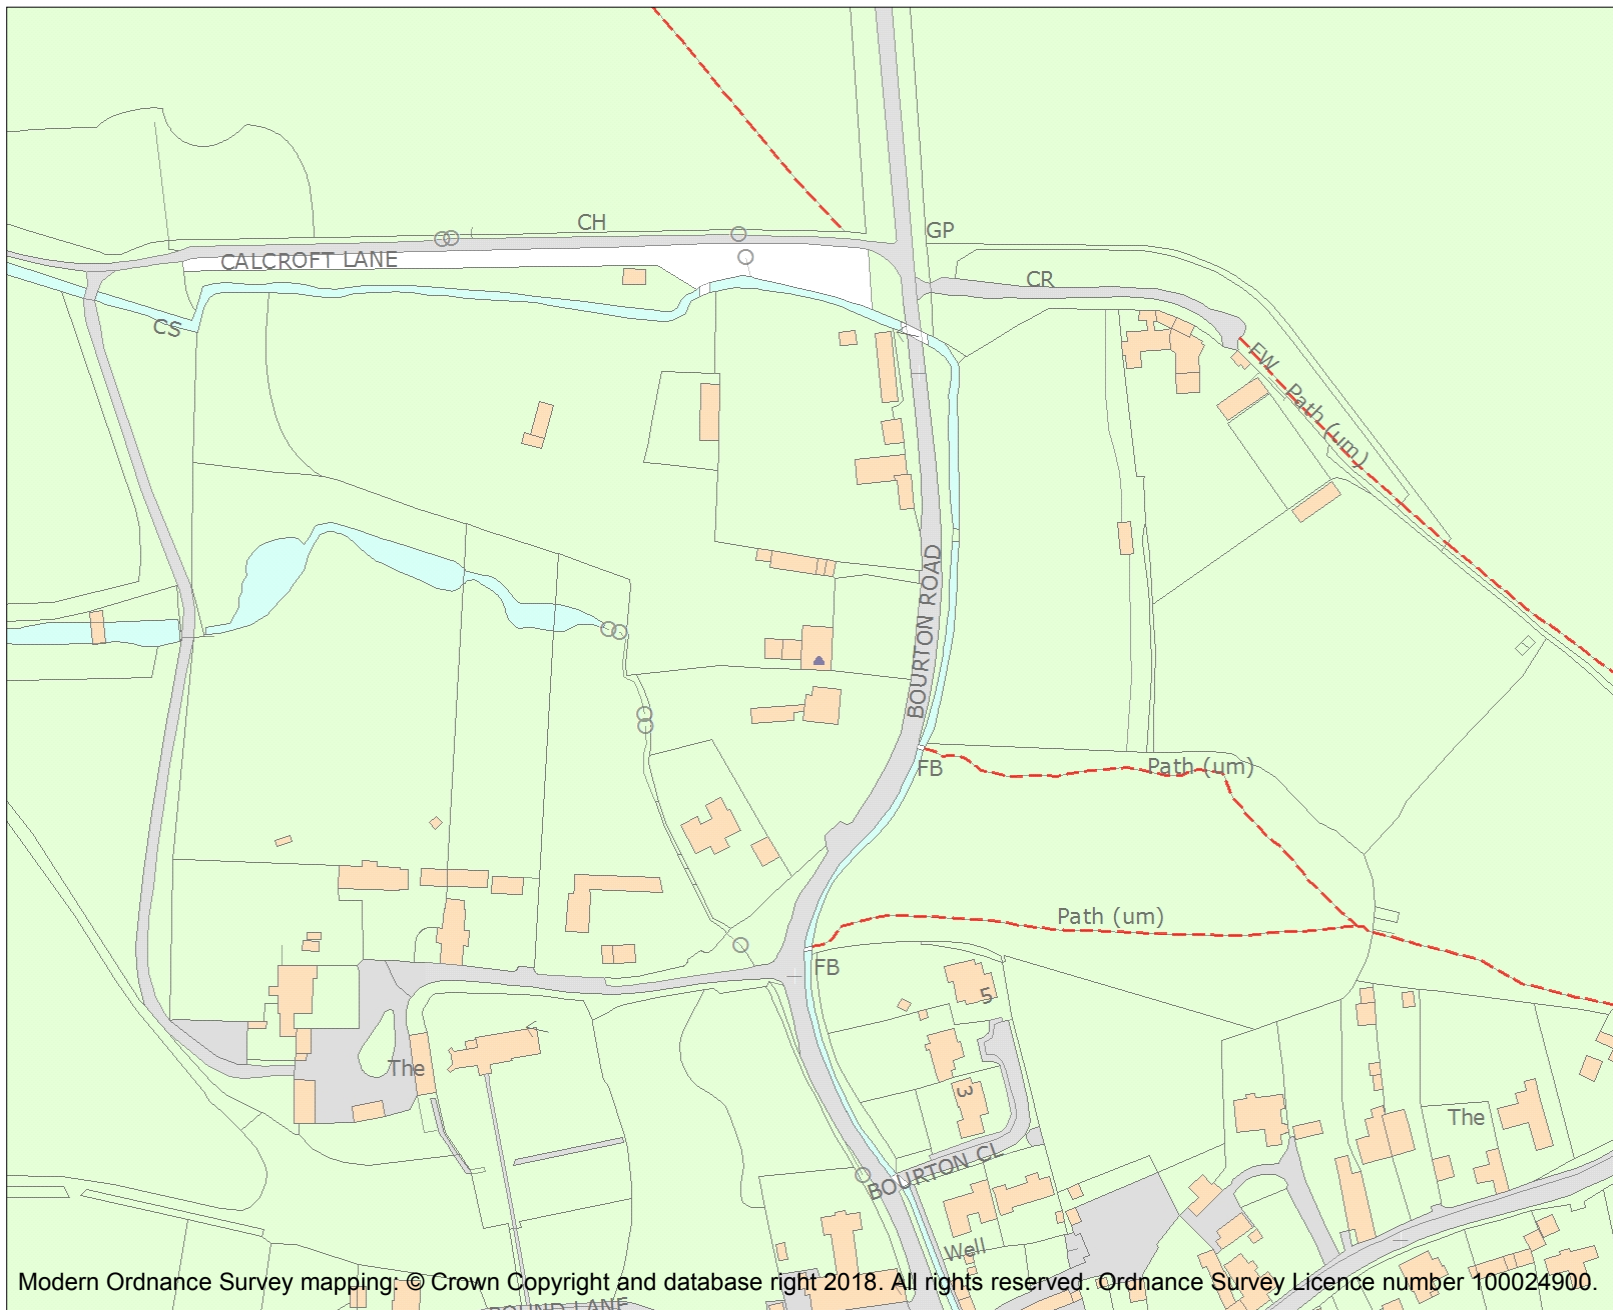 CH
GP
CALCROFT LANE
CR
CS
FW
Path (um)
BOURTON ROAD
FB
Path (um)
Path (um)
FB
5
The
3
The
BOURTON CL
Well
Modern Ordnance Survey mapping: © Crown Copyright and database right 2018. All rights reserved. Ordnance Survey Licence number 100024900.